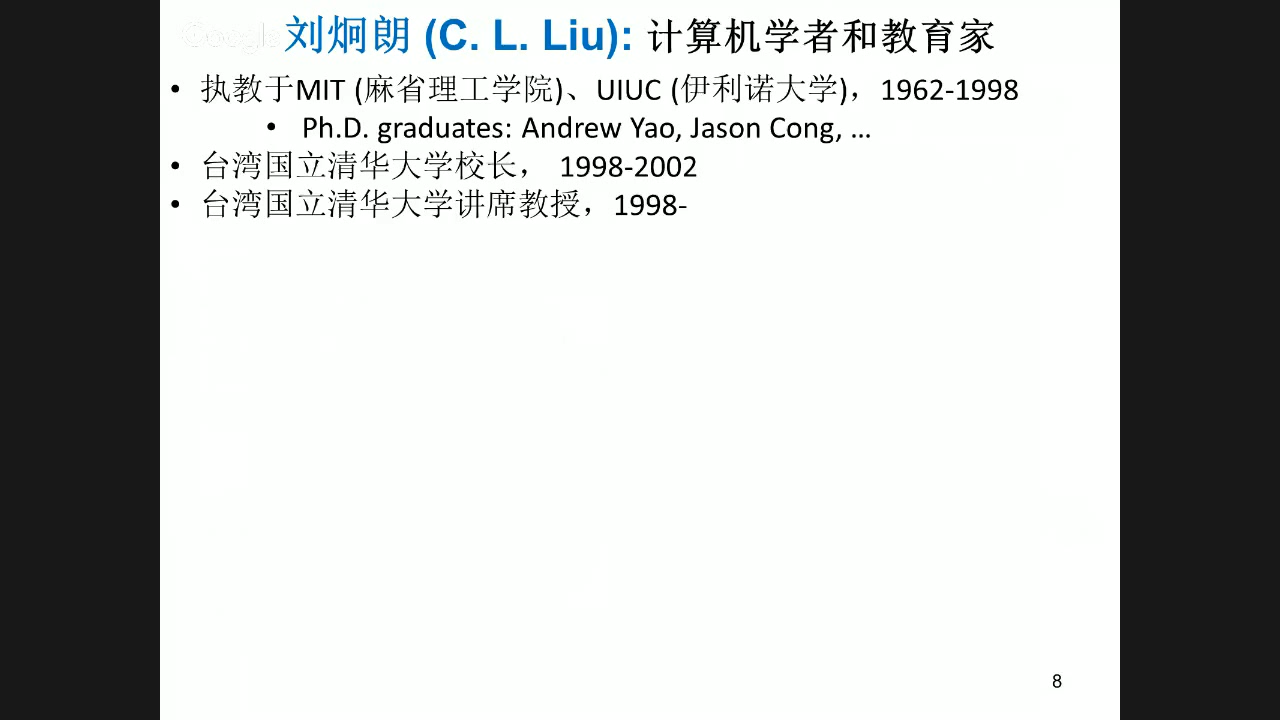 Google
刘炯朗 (C. L. Liu): 计算机学者和教育家
• 执教于MIT (麻省理工学院)、UIUC (伊利诺大学)，1962-1998
• Ph.D. graduates: Andrew Yao, Jason Cong, …
• 台湾国立清华大学校长， 1998-2002
• 台湾国立清华大学讲席教授，1998-
8